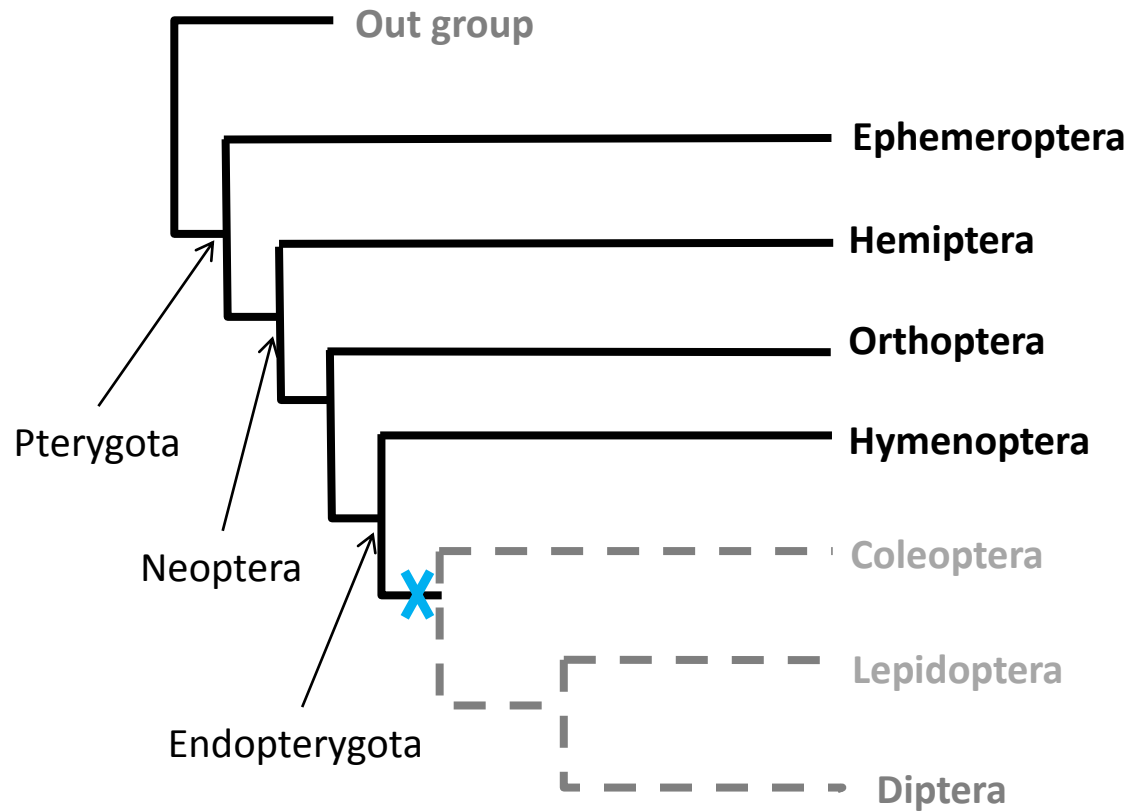 Out group
Ephemeroptera
Hemiptera
Orthoptera
Pterygota
Hymenoptera
Neoptera
Coleoptera
Lepidoptera
Endopterygota
Diptera